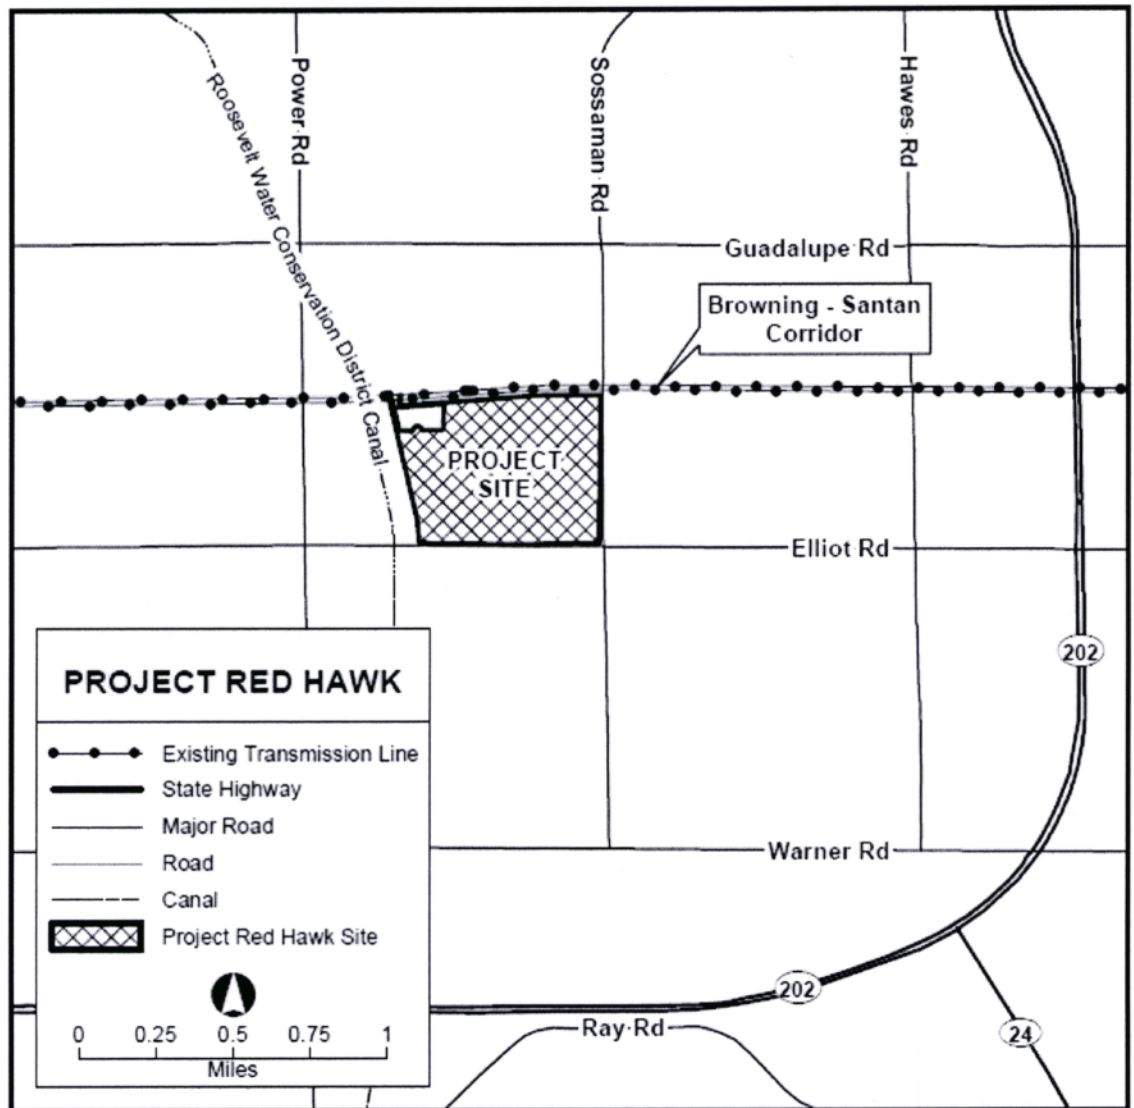 Power Rd
Sossaman Rd
Hawes Rd
Roosevelt Water Conservation District Canal
Guadalupe Rd
Browning - Santan
Corridor
PROJECT
SITE
Elliot Rd
202
PROJECT RED HAWK
Existing Transmission Line
State Highway
Major Road
Road
Canal
Project Red Hawk Site
0 0.25 0.5 0.75 1
Miles
Warner Rd
202
Ray Rd
24